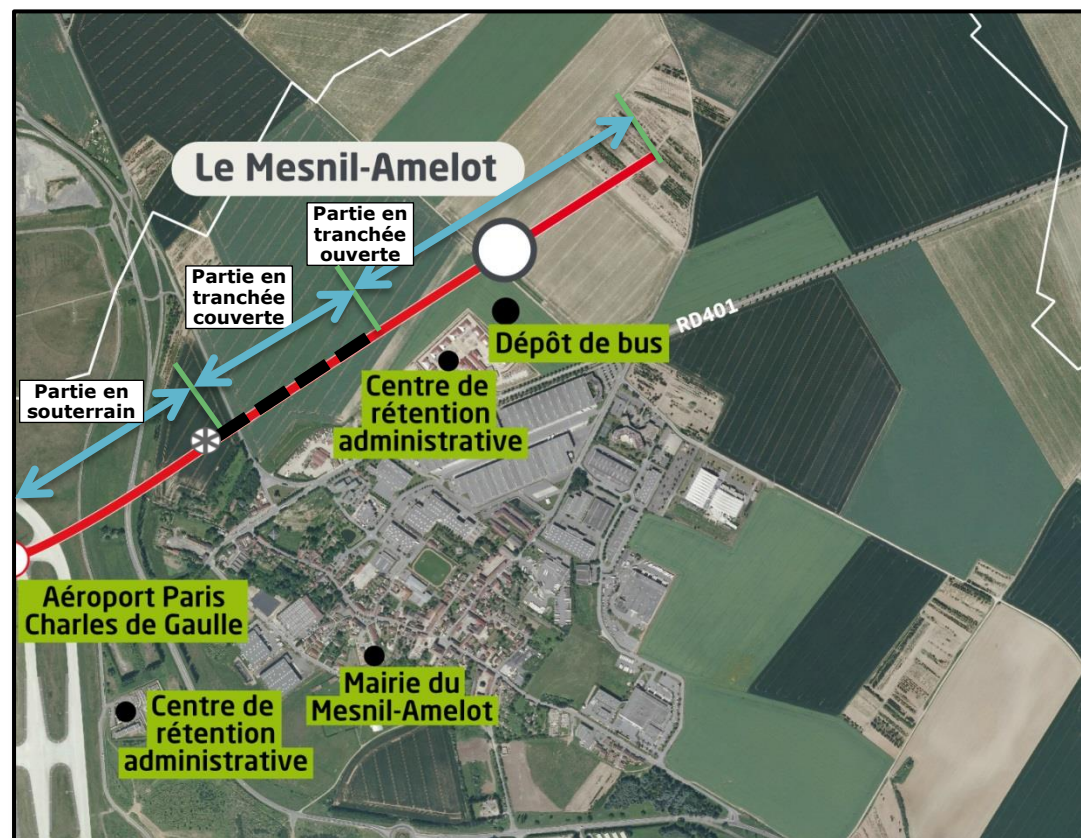 Le Mesnil-Amelot
Partie en
tranchée
ouverte
Partie en
tranchée
couverte
Partie en
souterrain
RD401
Dépôt de bus
Centre de
rétention
administrative
Aéroport Paris
Charles de Gaulle
Mairie du
Mesnil-Amelot
Centre de
rétention
administrative